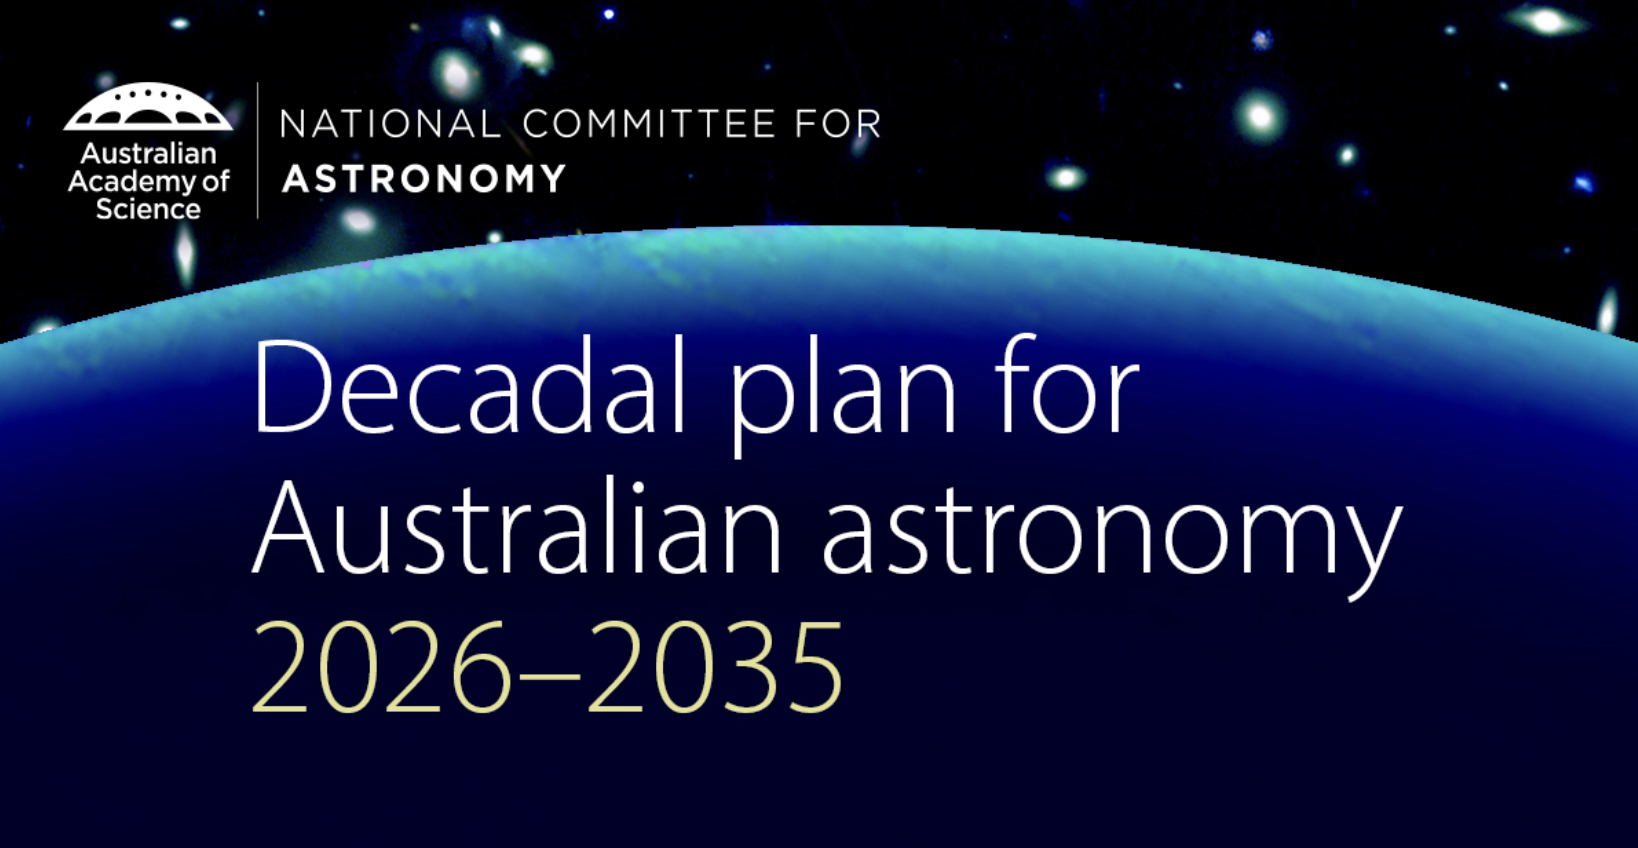 Australian
Academy of
Science
NATIONAL COMMITTEE FOR
ASTRONOMY
Decadal plan for
Australian astronomy
2026–2035